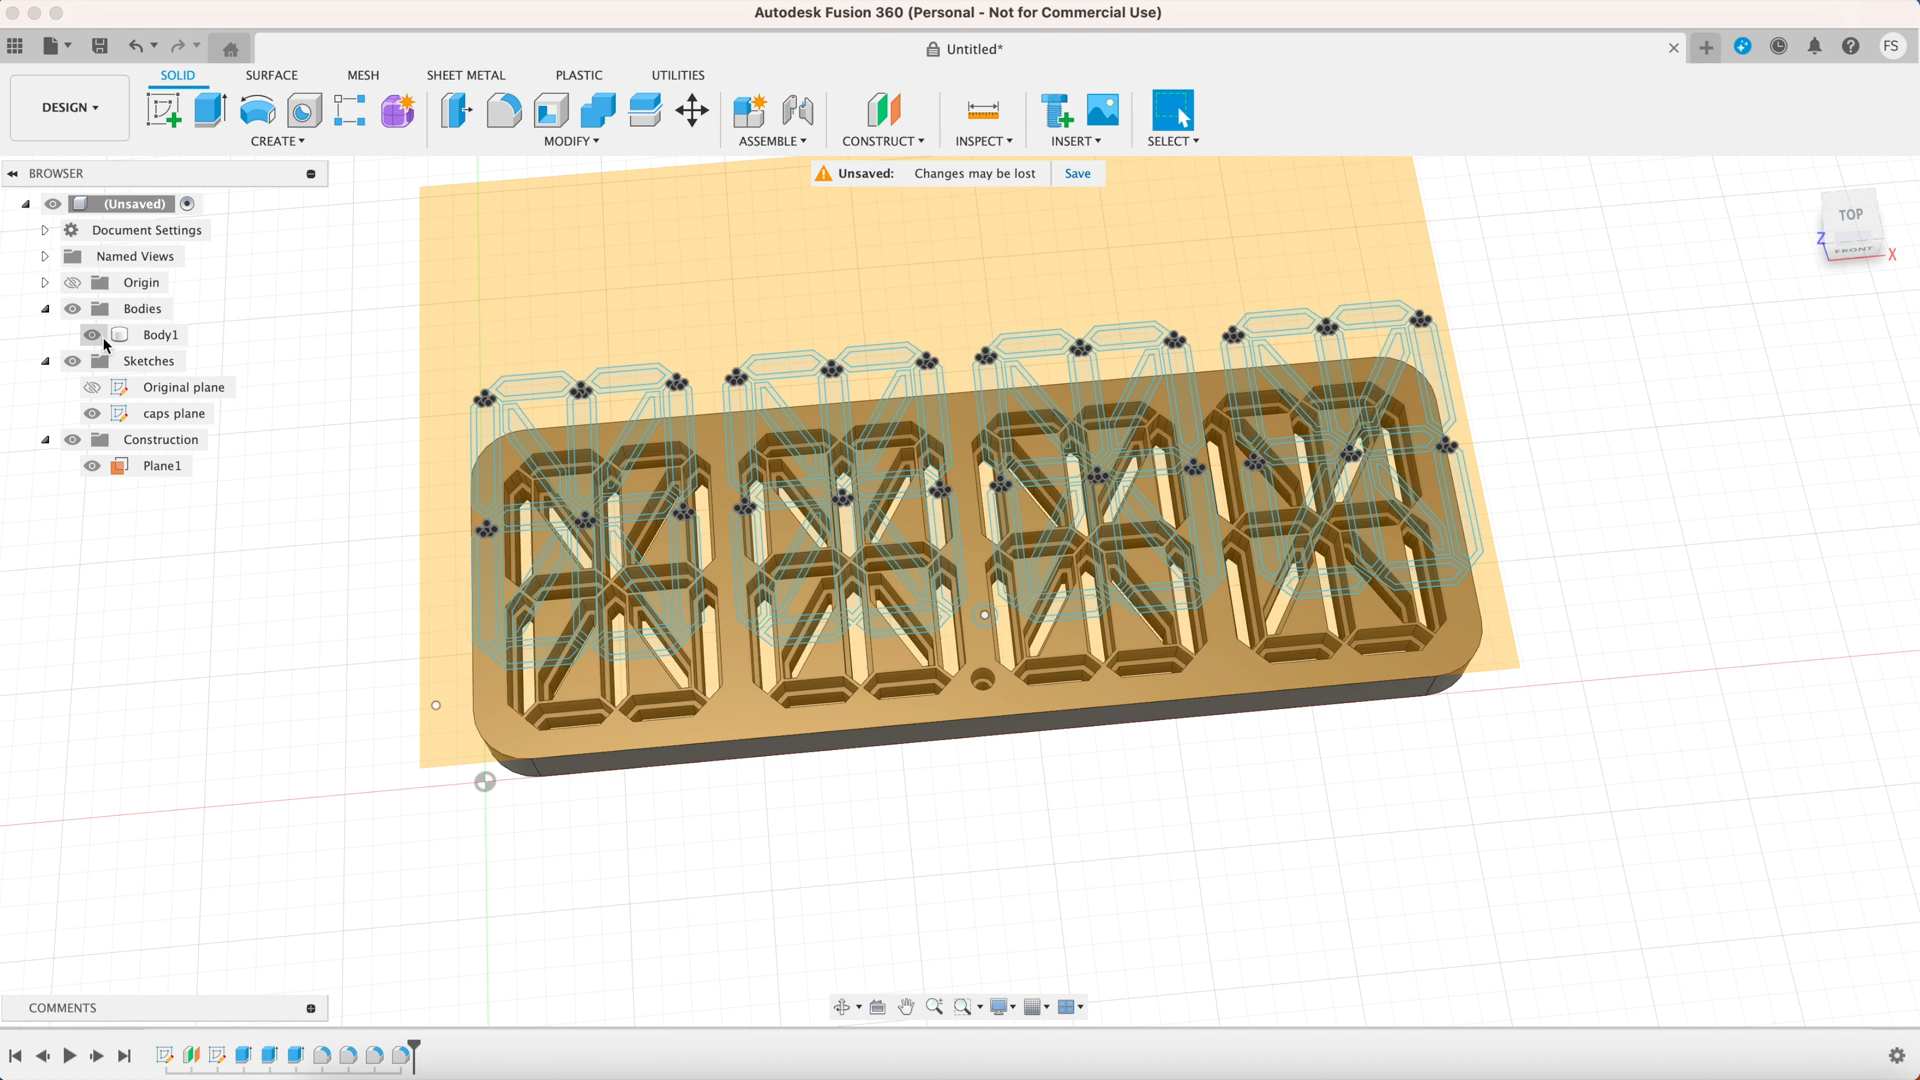 Autodesk Fusion 360 (Personal - Not for Commercial Use)
Untitled*
FS
DESIGN
SOLID
SURFACE
MESH
SHEET METAL
PLASTIC
UTILITIES
CREATE
MODIFY
ASSEMBLE
CONSTRUCT
INSPECT
INSERT
SELECT
BROWSER
Unsaved: Changes may be lost Save
(Unsaved)
Document Settings
Named Views
Origin
Bodies
Body1
Sketches
Original plane
caps plane
Construction
Plane1
TOP
Z
FRONT
X
COMMENTS